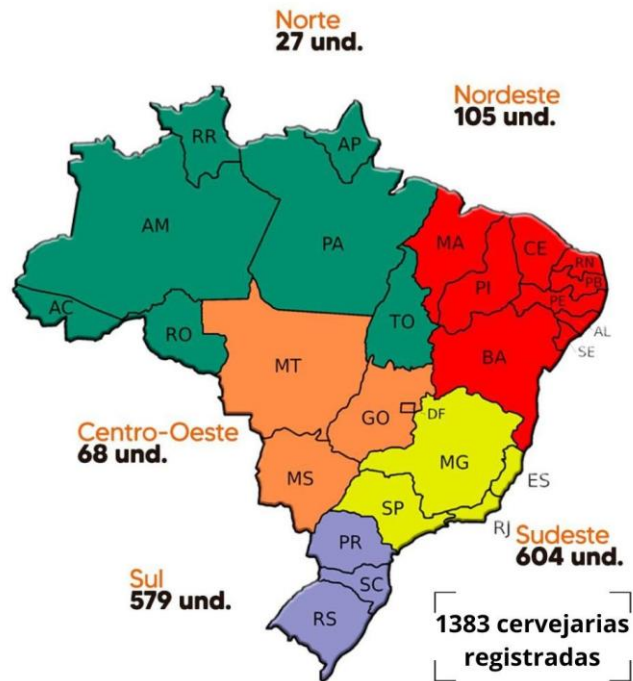 Norte
27 und.
Nordeste
105 und.
RR
AP
AM
PA
MA
CE
RN
PI
PB
PE
AC
TO
AL
RO
SE
BA
MT
GO
DF
Centro-Oeste
68 und.
MG
MS
ES
SP
RJ
Sudeste
604 und.
PR
Sul
579 und.
SC
RS
1383 cervejarias
registradas